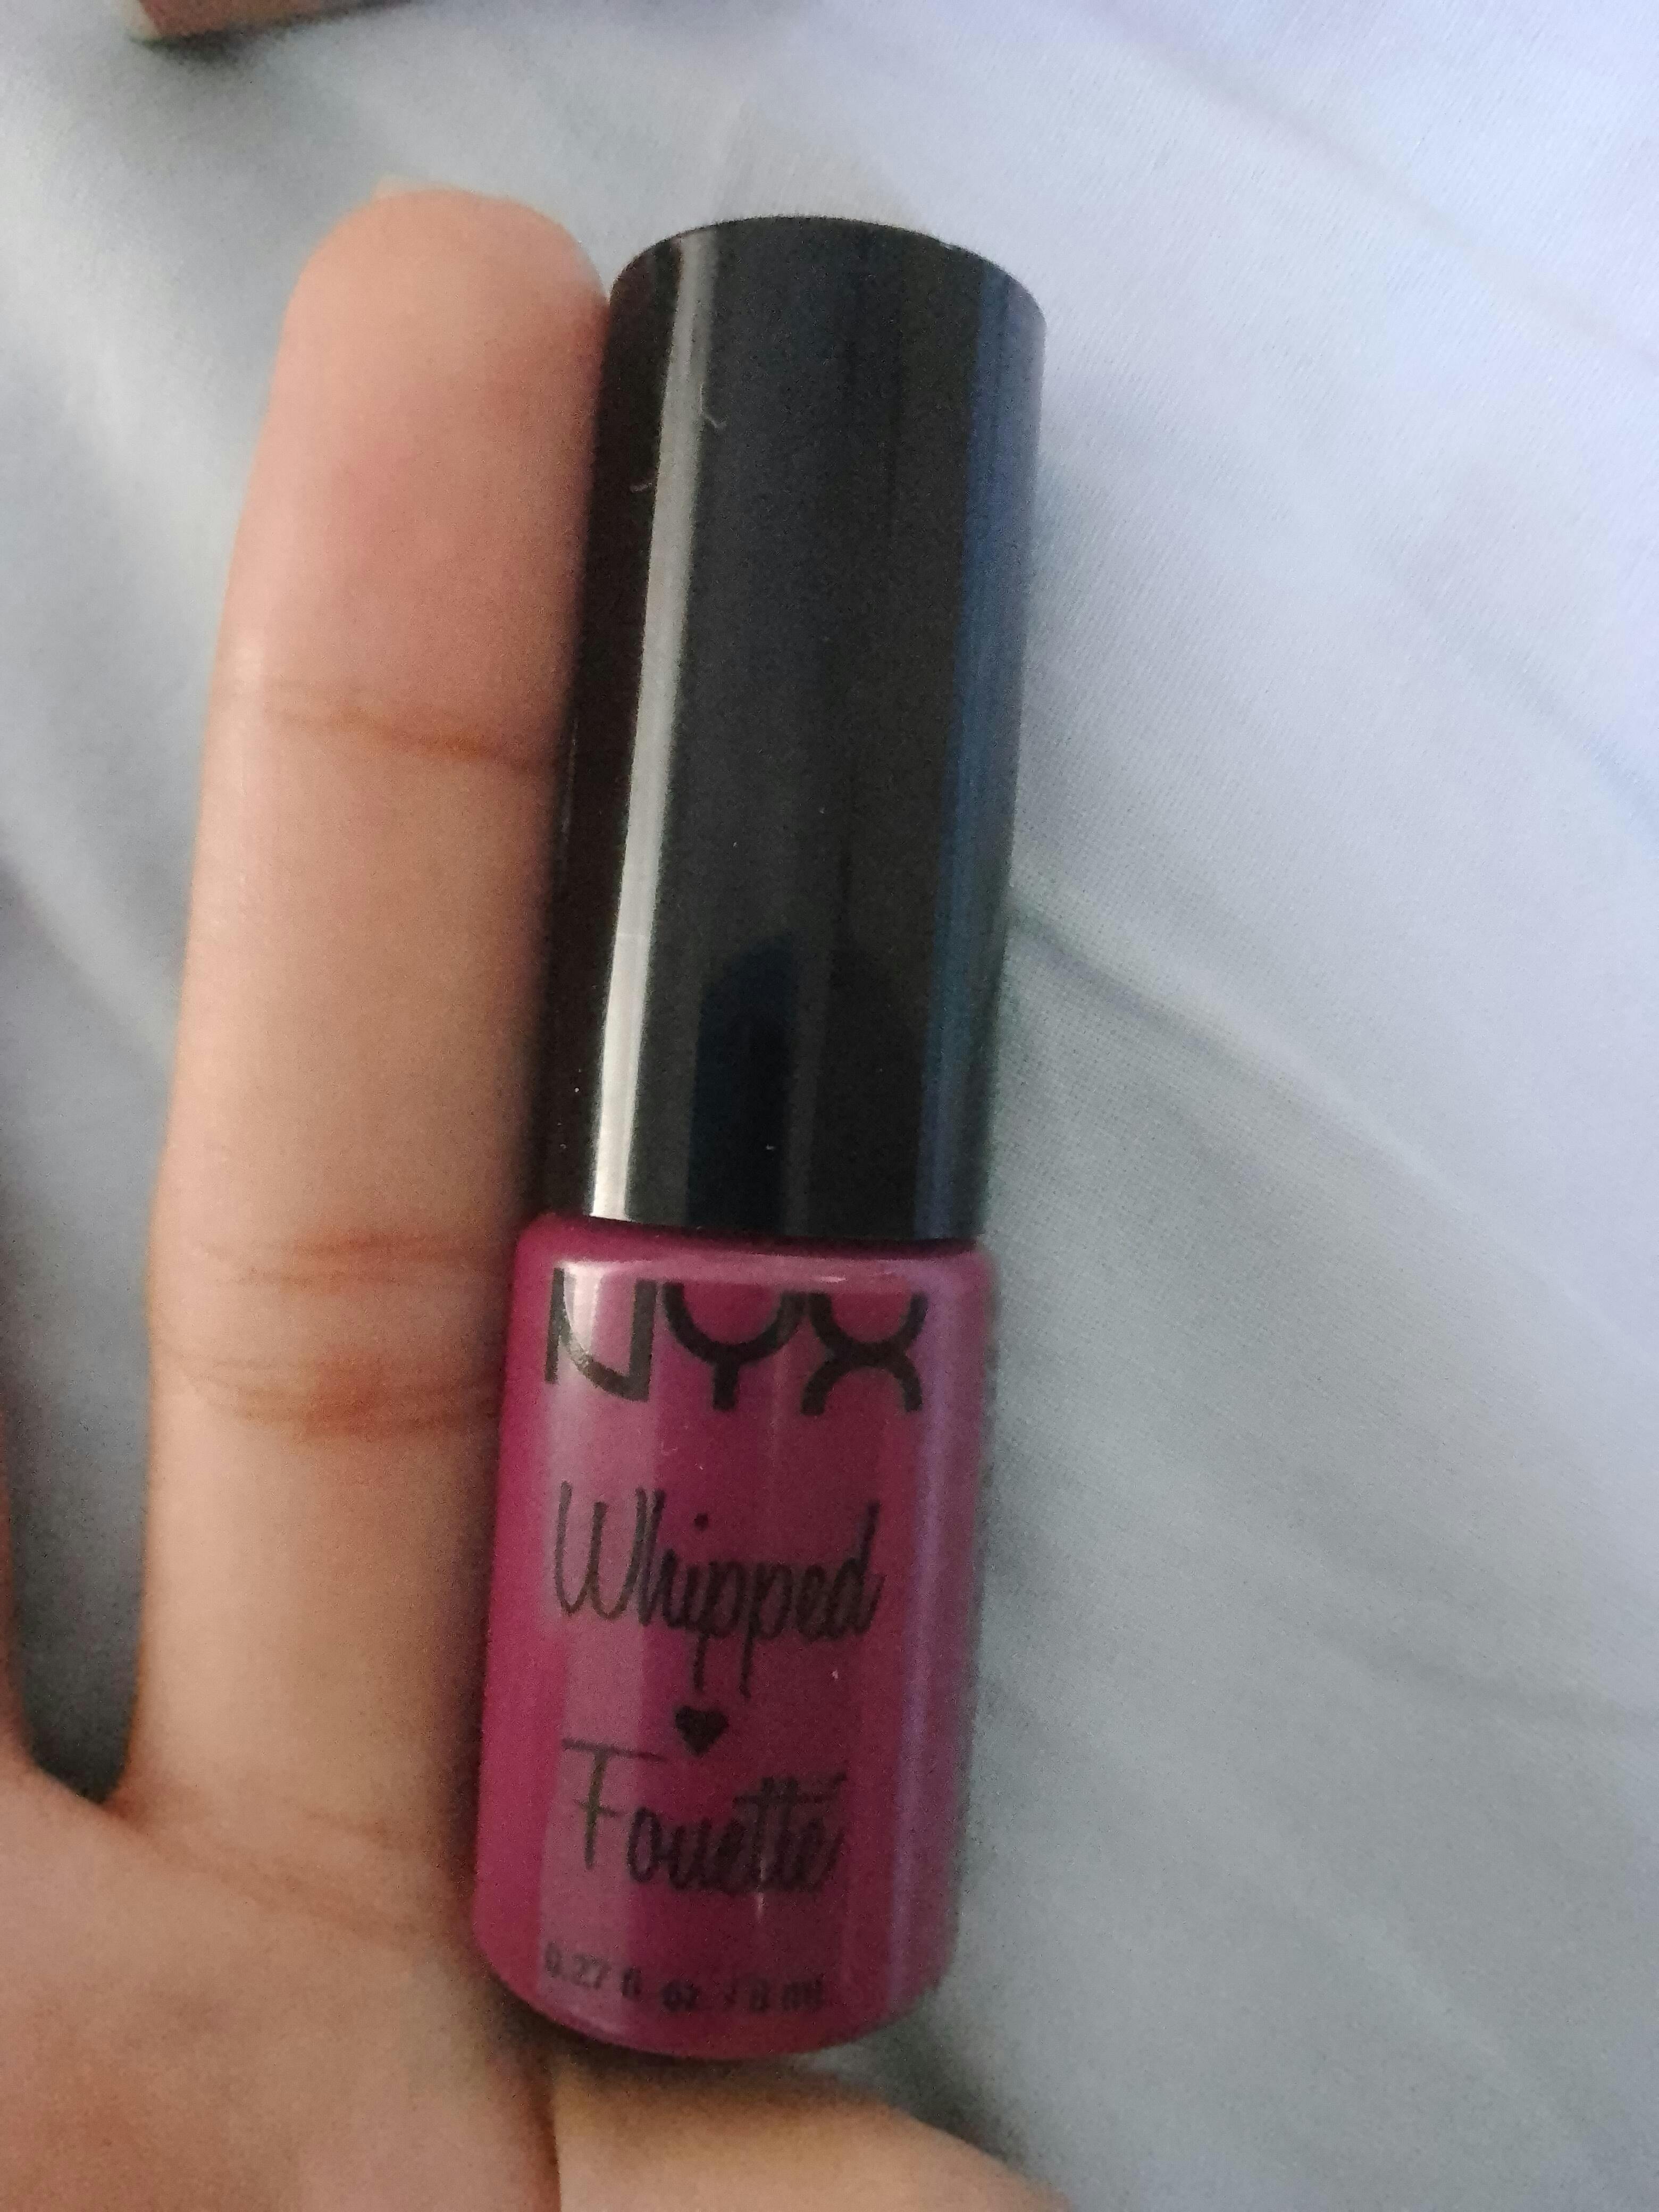 NYX
Whipped
Fouetté
0.27 fl oz / 8 ml